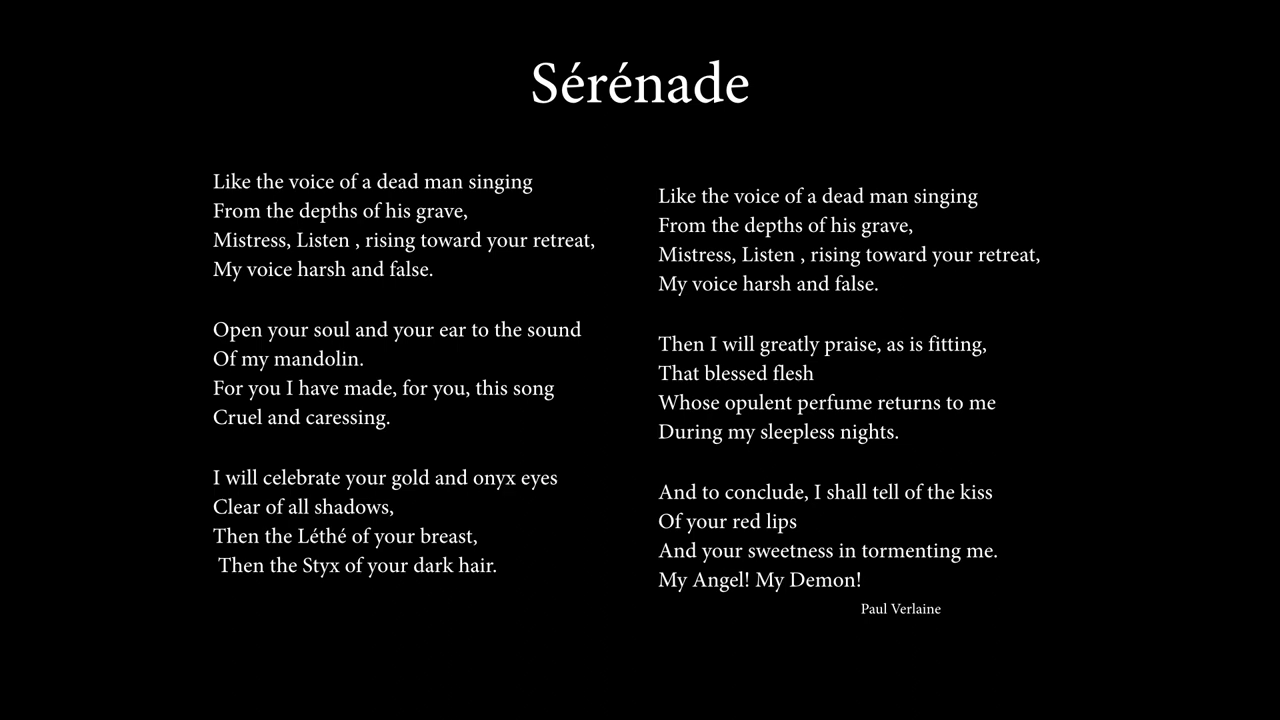 Sérénade
Like the voice of a dead man singing
From the depths of his grave,
Mistress, Listen , rising toward your retreat,
My voice harsh and false.
Open your soul and your ear to the sound
Of my mandolin.
For you I have made, for you, this song
Cruel and caressing.
I will celebrate your gold and onyx eyes
Clear of all shadows,
Then the Léthé of your breast,
Then the Styx of your dark hair.
Like the voice of a dead man singing
From the depths of his grave,
Mistress, Listen , rising toward your retreat,
My voice harsh and false.
Then I will greatly praise, as is fitting,
That blessed flesh
Whose opulent perfume returns to me
During my sleepless nights.
And to conclude, I shall tell of the kiss
Of your red lips
And your sweetness in tormenting me.
My Angel! My Demon!
Paul Verlaine